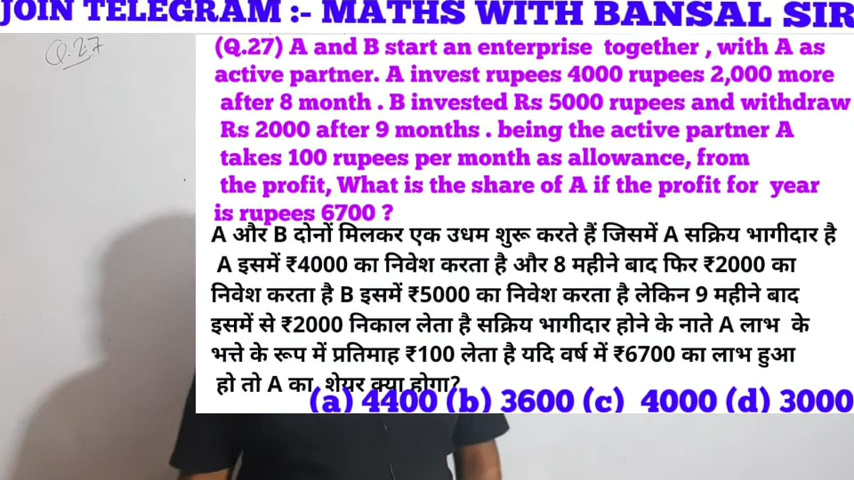 JOIN TELEGRAM :- MATHS WITH BANSAL SIR
Q.27
(Q.27) A and B start an enterprise together , with A as
active partner. A invest rupees 4000 rupees 2,000 more
after 8 month . B invested Rs 5000 rupees and withdraw
Rs 2000 after 9 months . being the active partner A
takes 100 rupees per month as allowance, from
the profit, What is the share of A if the profit for year
is rupees 6700 ?
A और B दोनों मिलकर एक उधम शुरू करते हैं जिसमें A सक्रिय भागीदार है
A इसमें ₹4000 का निवेश करता है और 8 महीने बाद फिर ₹2000 का
निवेश करता है B इसमें ₹5000 का निवेश करता है लेकिन 9 महीने बाद
इसमें से ₹2000 निकाल लेता है सक्रिय भागीदार होने के नाते A लाभ के
भत्ते के रूप में प्रतिमाह ₹100 लेता है यदि वर्ष में ₹6700 का लाभ हुआ
हो तो A का शेयर क्या होगा?
(a) 4400 (b) 3600 (c) 4000 (d) 3000